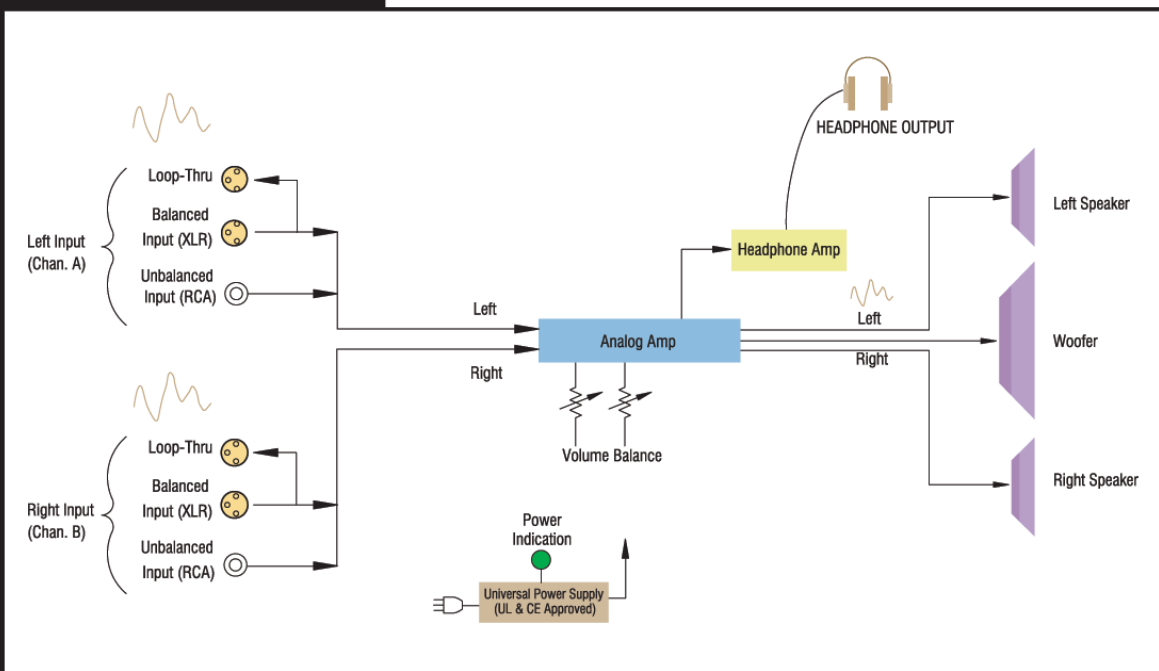 HEADPHONE OUTPUT
Loop-Thru
Balanced
Input (XLR)
Unbalanced
Input (RCA)
Left Input
(Chan. A)
Left
Right
Analog Amp
Headphone Amp
Left
Right
Left Speaker
Woofer
Right Speaker
Volume Balance
Loop-Thru
Balanced
Input (XLR)
Unbalanced
Input (RCA)
Right Input
(Chan. B)
Power
Indication
Universal Power Supply
(UL & CE Approved)